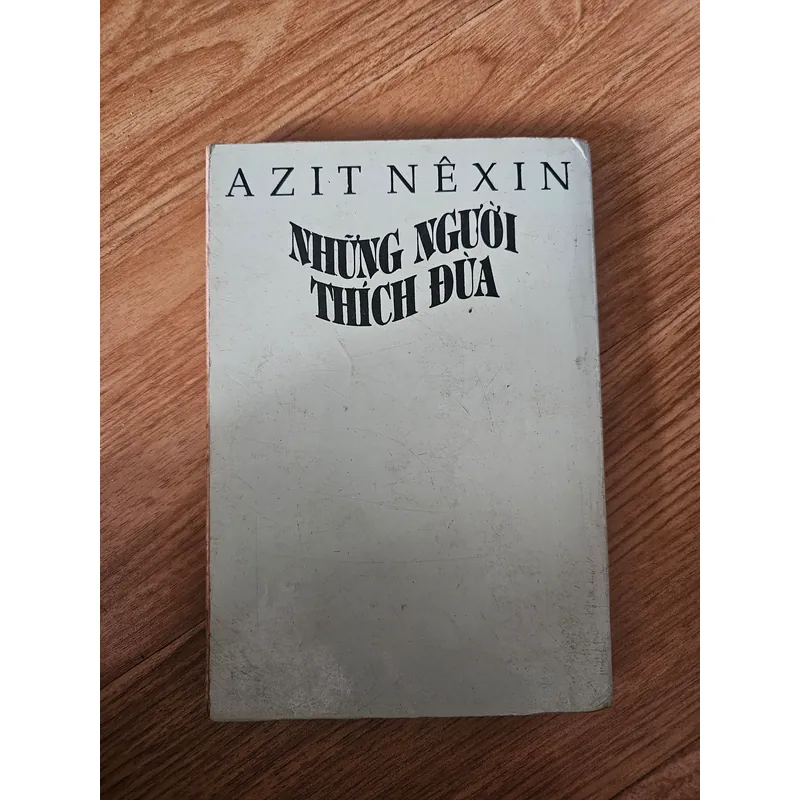 AZIT NÊXIN
NHỮNG NGƯỜI
THÍCH ĐÙA